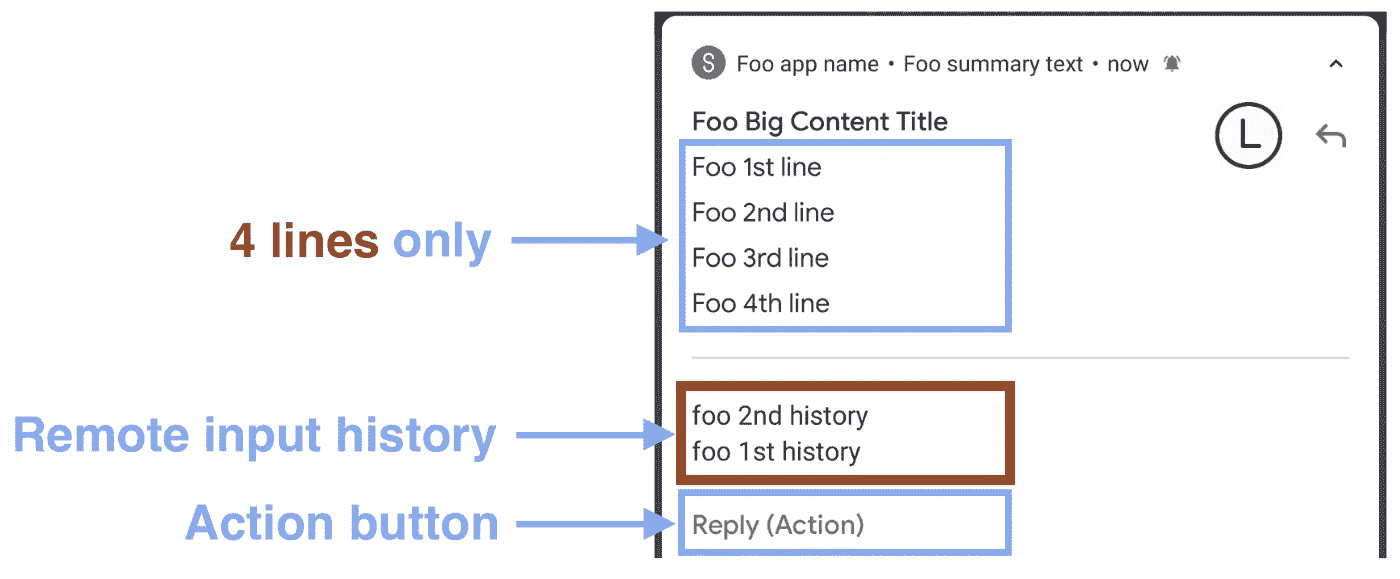 S Foo app name • Foo summary text • now
Foo Big Content Title
L
Foo 1st line
Foo 2nd line
4 lines only
Foo 3rd line
Foo 4th line
Remote input history
foo 2nd history
foo 1st history
Action button
Reply (Action)